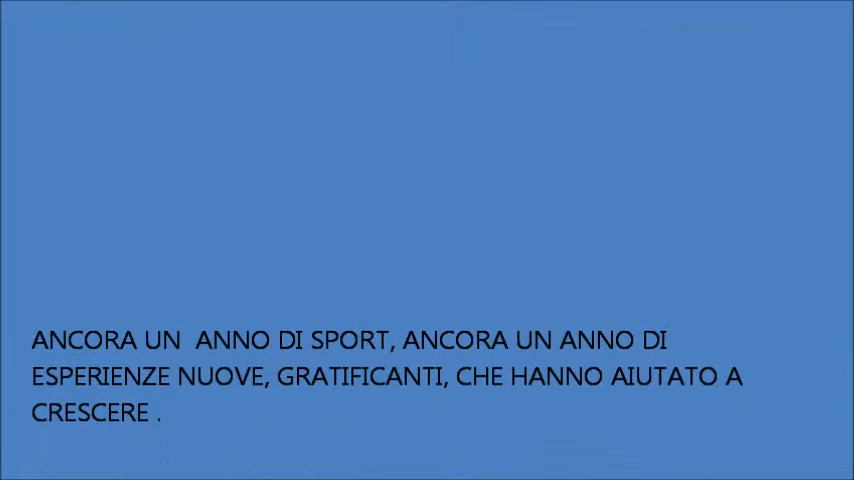 ANCORA UN  ANNO DI SPORT, ANCORA UN ANNO DI
ESPERIENZE NUOVE, GRATIFICANTI, CHE HANNO AIUTATO A
CRESCERE .